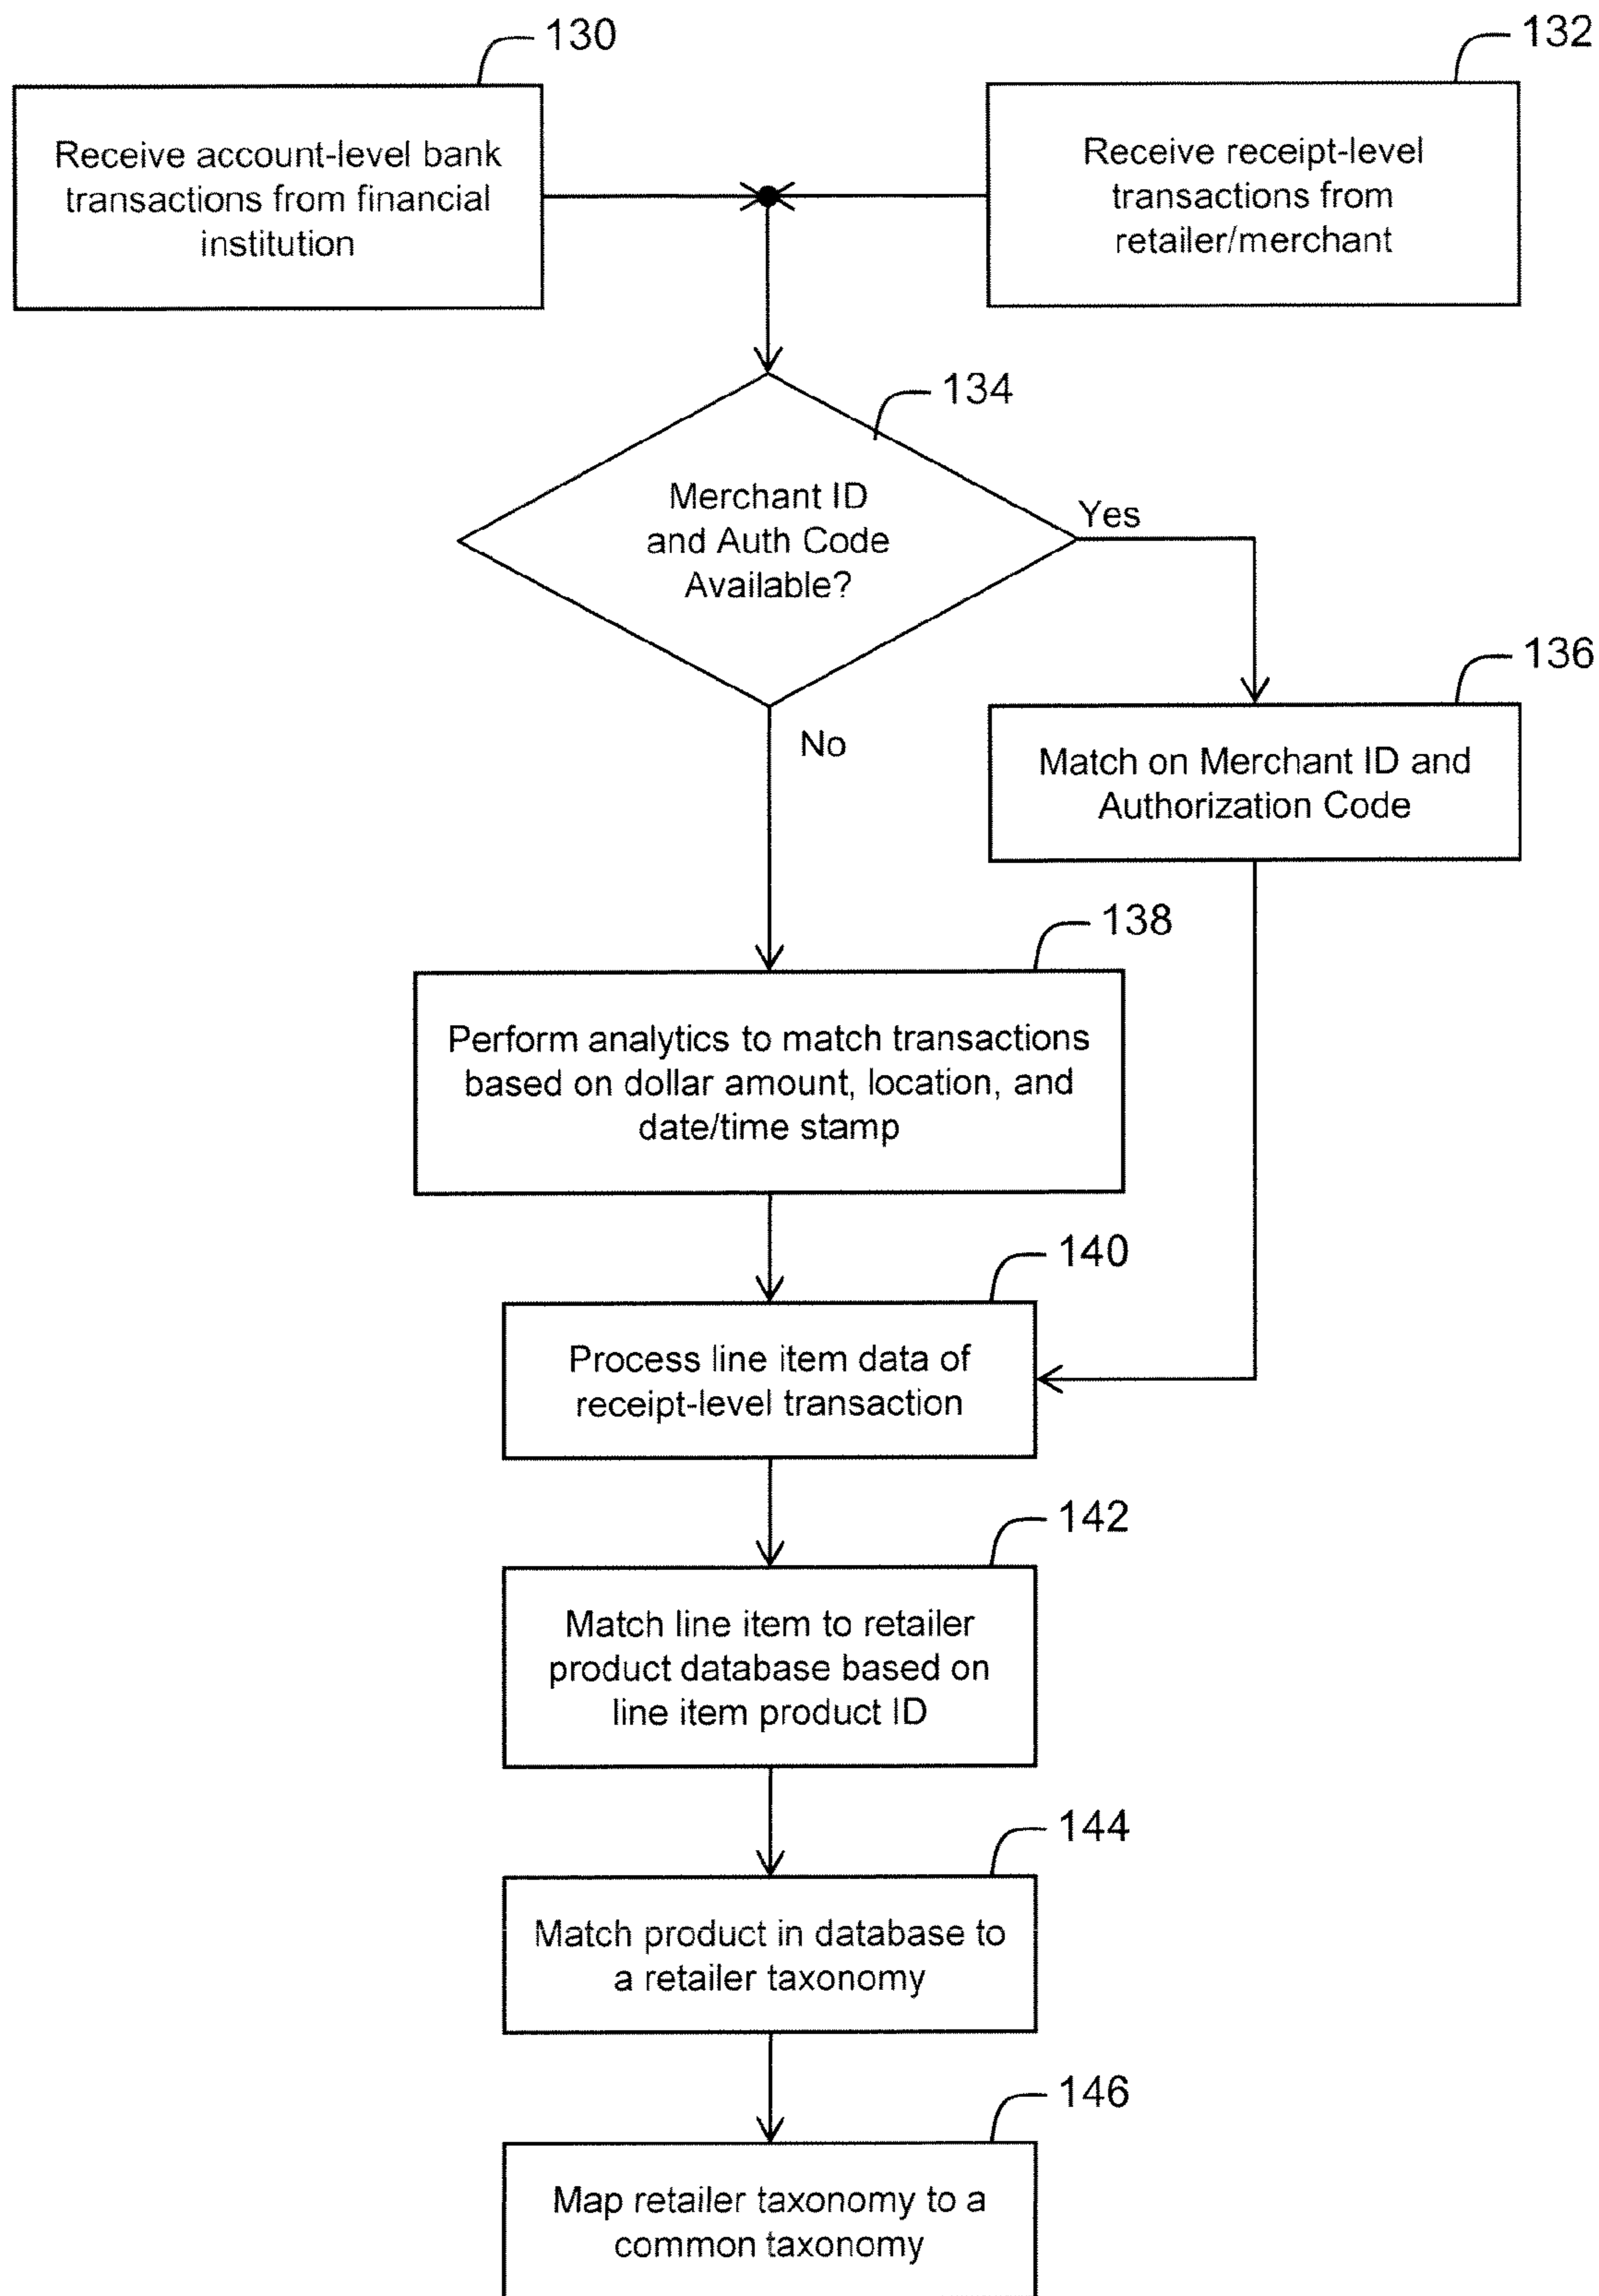 130
Receive account-level bank
transactions from financial
institution
132
Receive receipt-level
transactions from
retailer/merchant
134
Merchant ID
and Auth Code
Available?
Yes
No
136
Match on Merchant ID and
Authorization Code
138
Perform analytics to match transactions
based on dollar amount, location, and
date/time stamp
140
Process line item data of
receipt-level transaction
142
Match line item to retailer
product database based on
line item product ID
144
Match product in database to
a retailer taxonomy
146
Map retailer taxonomy to a
common taxonomy